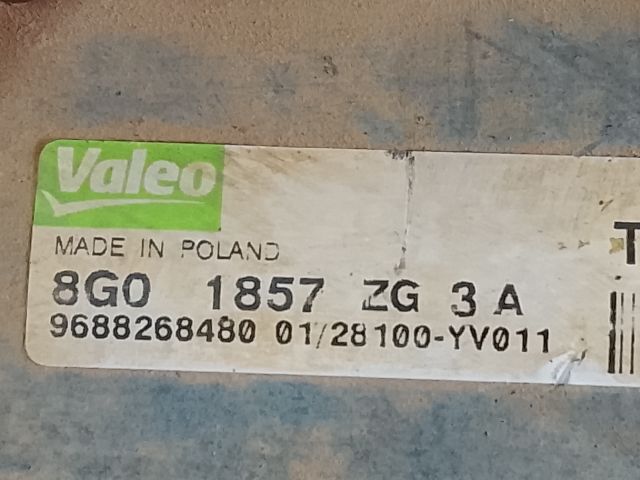 Valeo
MADE IN POLAND
8G0 1857 ZG 3 A
9688268480 01/28100-YV011
T